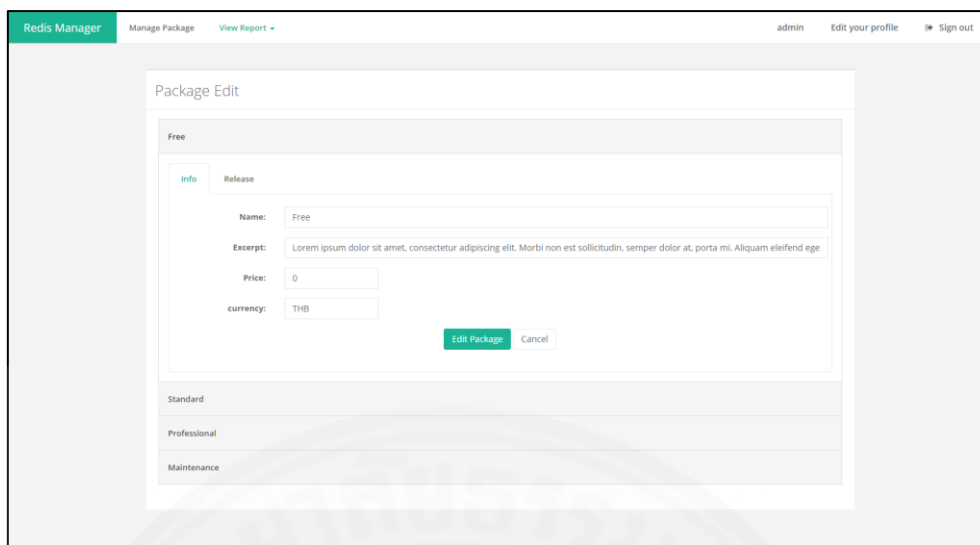 Redis Manager Manage Package View Report admin Edit your profile Sign out
Package Edit
Free
Info Release
Name: Free
Excerpt: Lorem ipsum dolor sit amet, consectetur adipiscing elit. Morbi non est sollicitudin, semper dolor at, porta mi. Aliquam eleifend ege
Price: 0
currency: THB
Edit Package Cancel
Standard
Professional
Maintenance